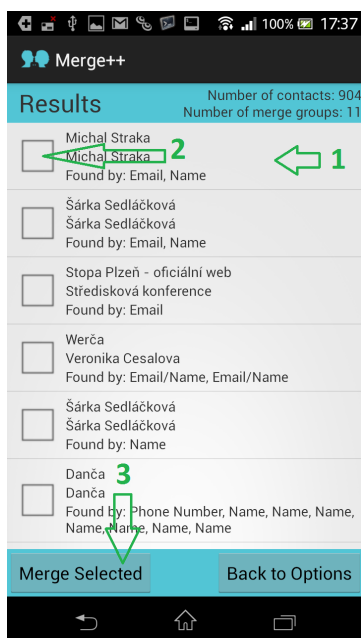 100% 17:37
Merge++
Results
Number of contacts: 904
Number of merge groups: 11
Michal Straka
Michal Straka
Found by: Email, Name
2
1
Šárka Sedláčková
Šárka Sedláčková
Found by: Email, Name
Stopa Plzeň - oficiální web
Středisková konference
Found by: Email
Werča
Veronika Cesalova
Found by: Email/Name, Email/Name
Šárka Sedláčková
Šárka Sedláčková
Found by: Name
Danča
3
Danča
Found by: Phone Number, Name, Name, Name,
Name, Name, Name, Name
Merge Selected
Back to Options